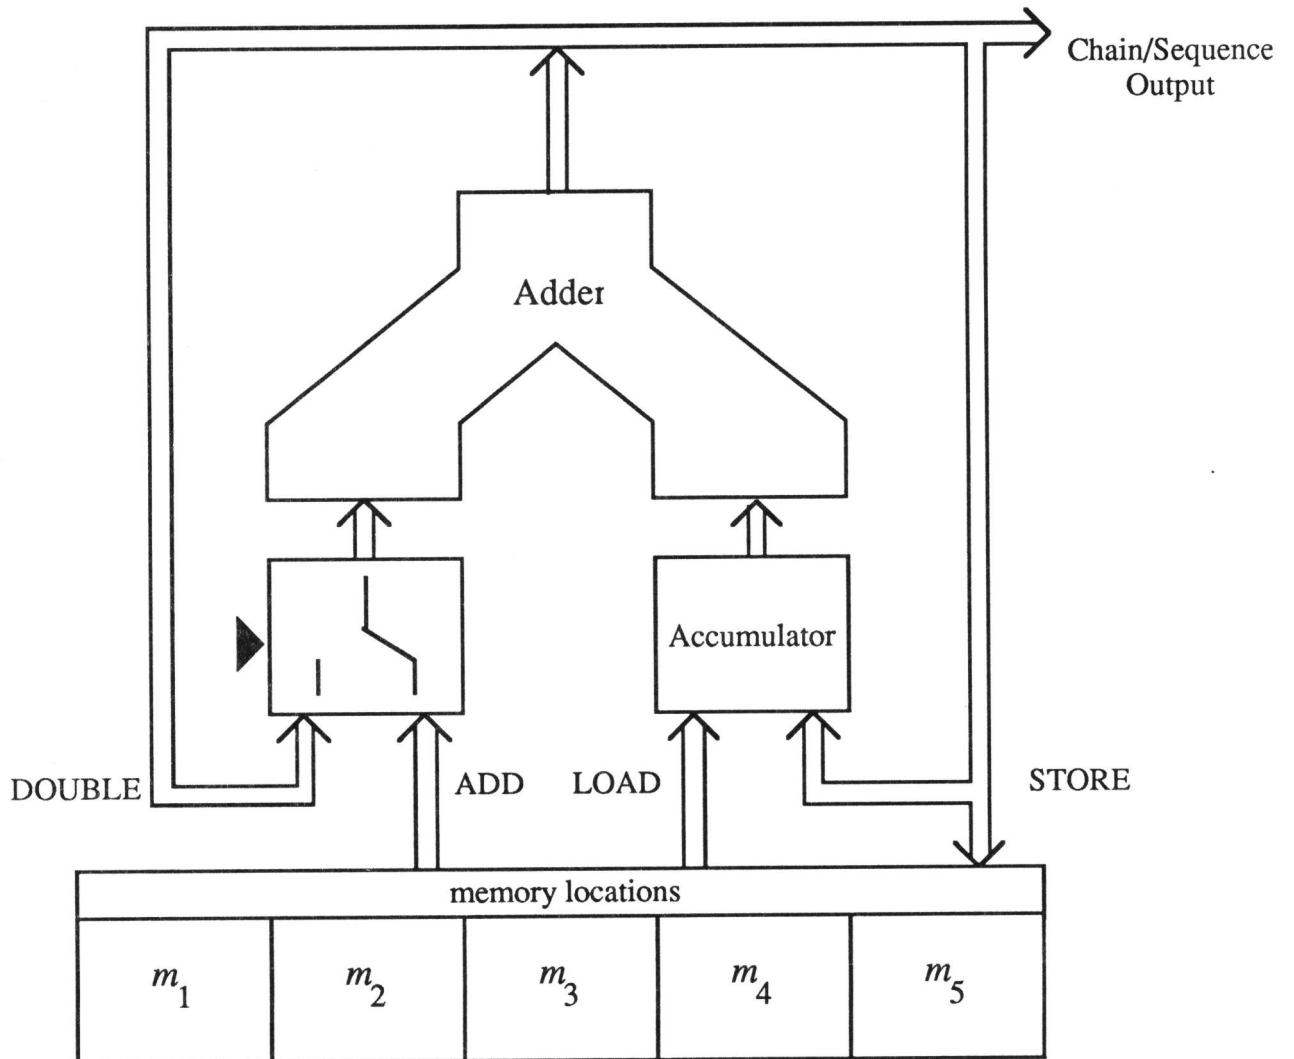 Chain/Sequence
Output
Adder
Accumulator
DOUBLE
ADD
LOAD
STORE
memory locations
m1
m2
m3
m4
m5